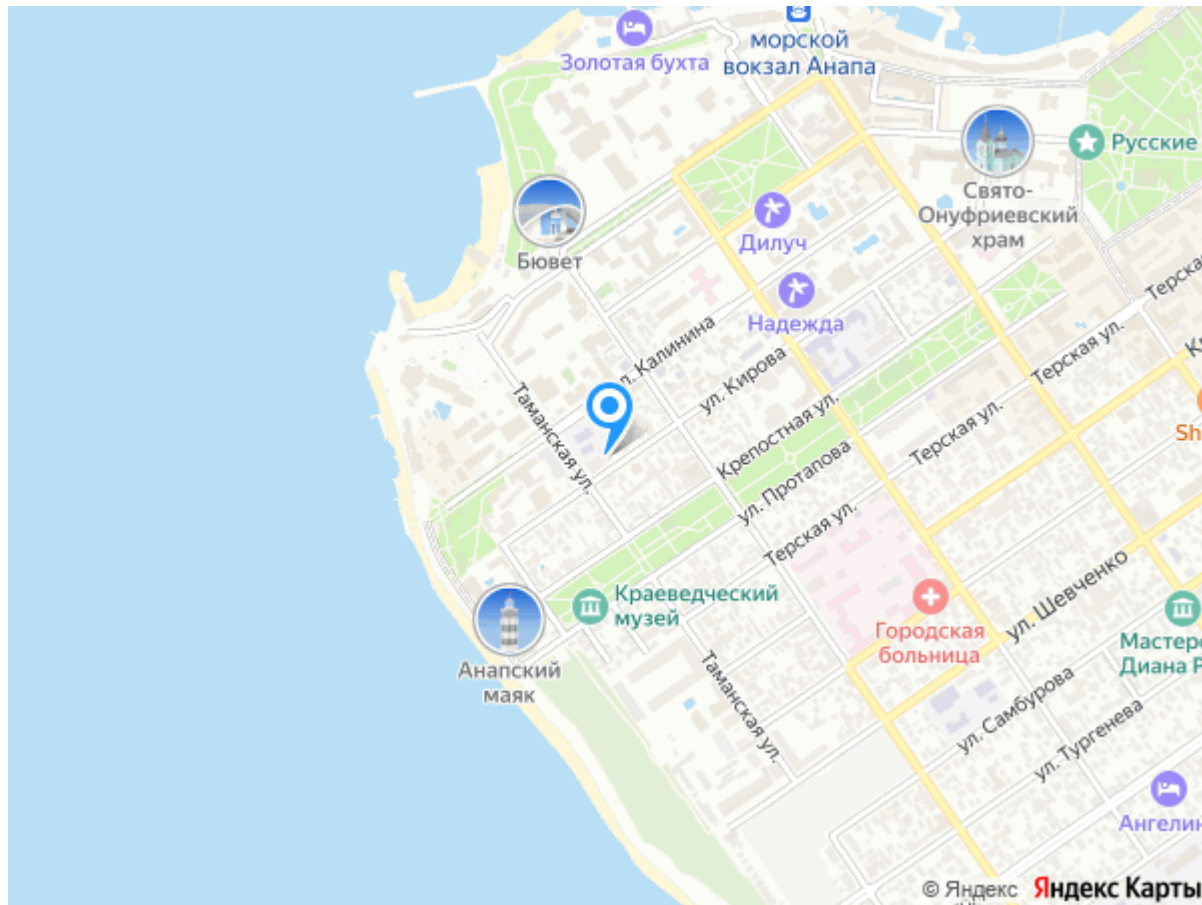 морской
вокзал Анапа
Золотая бухта
Русские
Свято-
Онуфриевский
храм
Дилуч
Бювет
Надежда
Терская
ул. Калинина
Терская ул.
ул. Кирова
Таманская ул.
Крепостная ул.
Терская ул.
Sh
ул. Протапова
Терская ул.
ул. Шевченко
Краеведческий
музей
Городская
больница
Анапский
маяк
Мастерс
Диана Р
Таманская ул.
ул. Самбурова
ул. Тургенева
Ангелин
© Яндекс Яндекс Карты